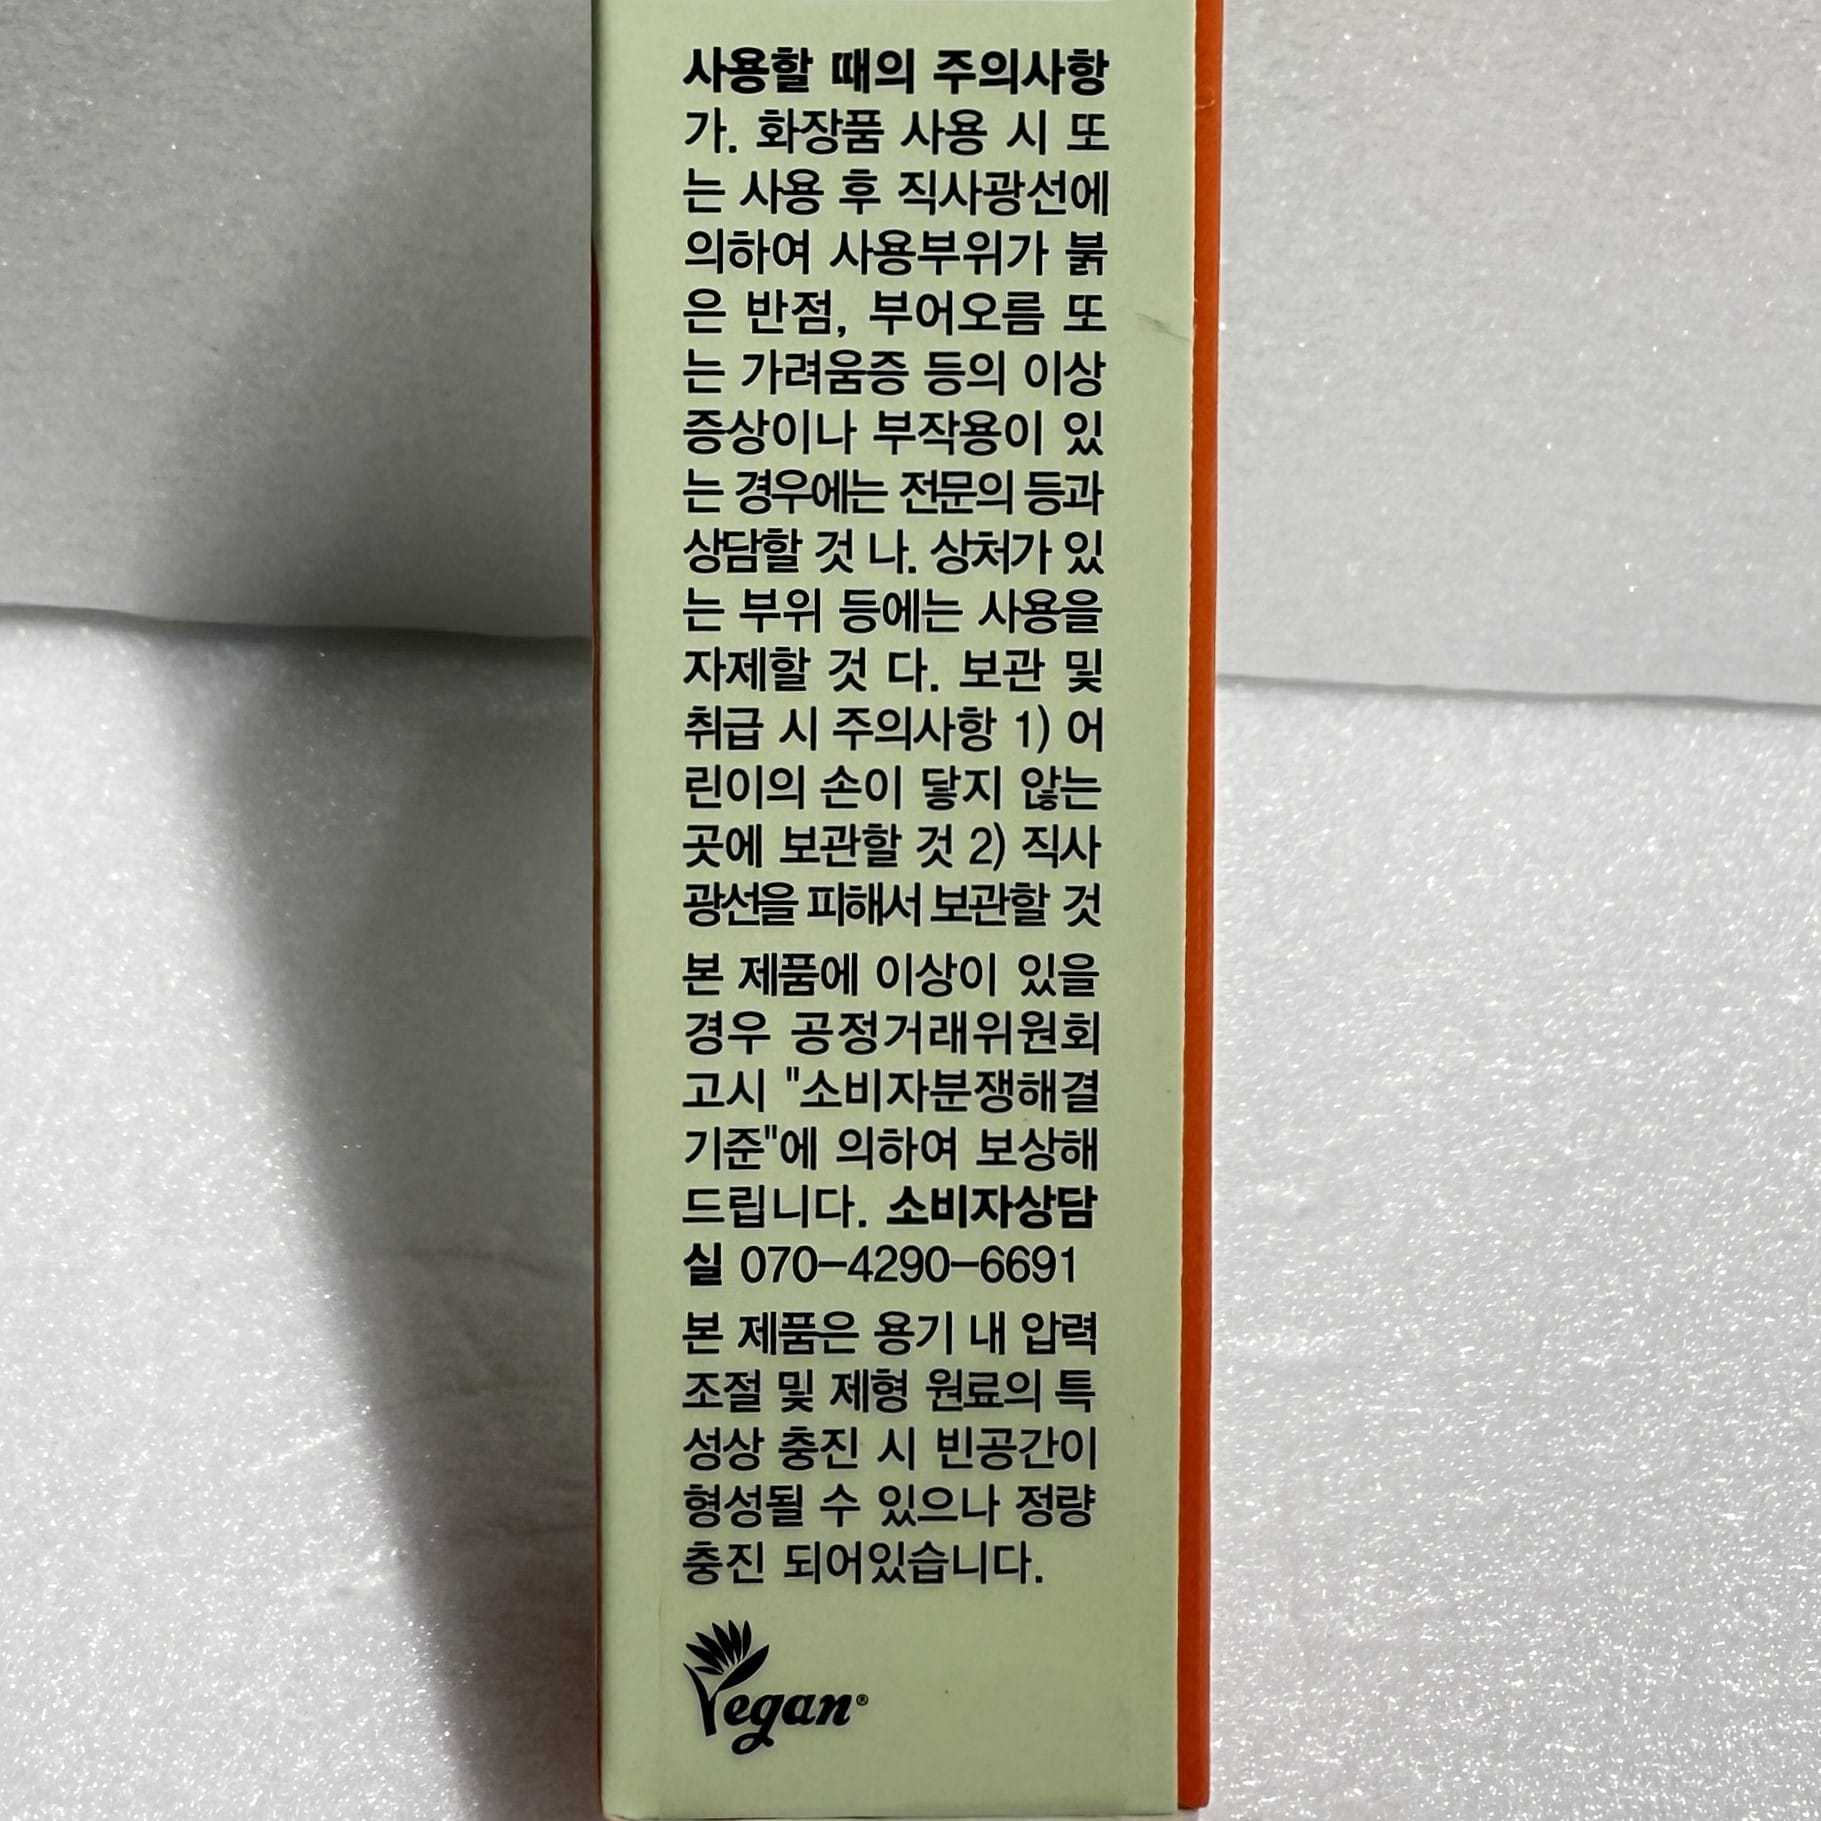 사용할 때의 주의사항
가. 화장품 사용 시 또
는 사용 후 직사광선에
의하여 사용부위가 붉
은 반점, 부어오름 또
는 가려움증 등의 이상
증상이나 부작용이 있
는 경우에는 전문의 등과
상담할 것 나. 상처가 있
는 부위 등에는 사용을
자제할 것 다. 보관 및
취급 시 주의사항 1) 어
린이의 손이 닿지 않는
곳에 보관할 것 2) 직사
광선을 피해서 보관할 것
본 제품에 이상이 있을
경우 공정거래위원회
고시 "소비자분쟁해결
기준"에 의하여 보상해
드립니다. 소비자상담
실 070-4290-6691
본 제품은 용기 내 압력
조절 및 제형 원료의 특
성상 충진 시 빈공간이
형성될 수 있으나 정량
충진 되어있습니다.
Vegan®